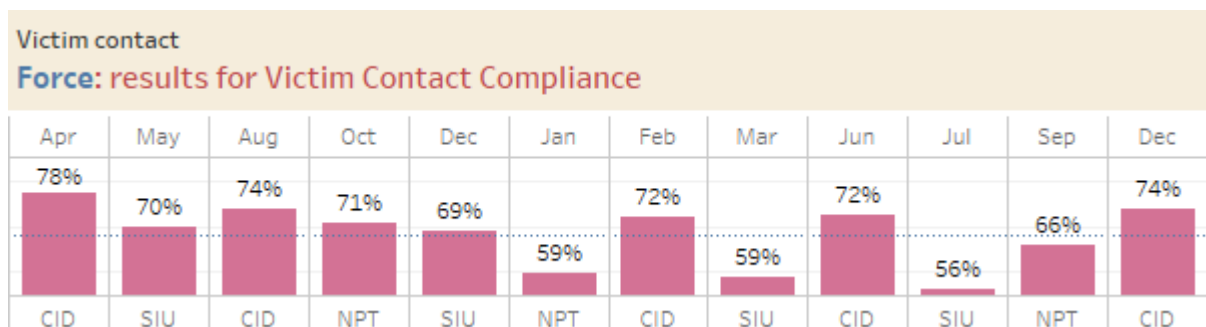 Victim contact
Force: results for Victim Contact Compliance
Apr May Aug Oct Dec Jan Feb Mar Jun Jul Sep Dec
78% 70% 74% 71% 69% 59% 72% 59% 72% 56% 66% 74%
CID SIU CID NPT SIU NPT CID SIU CID SIU NPT CID